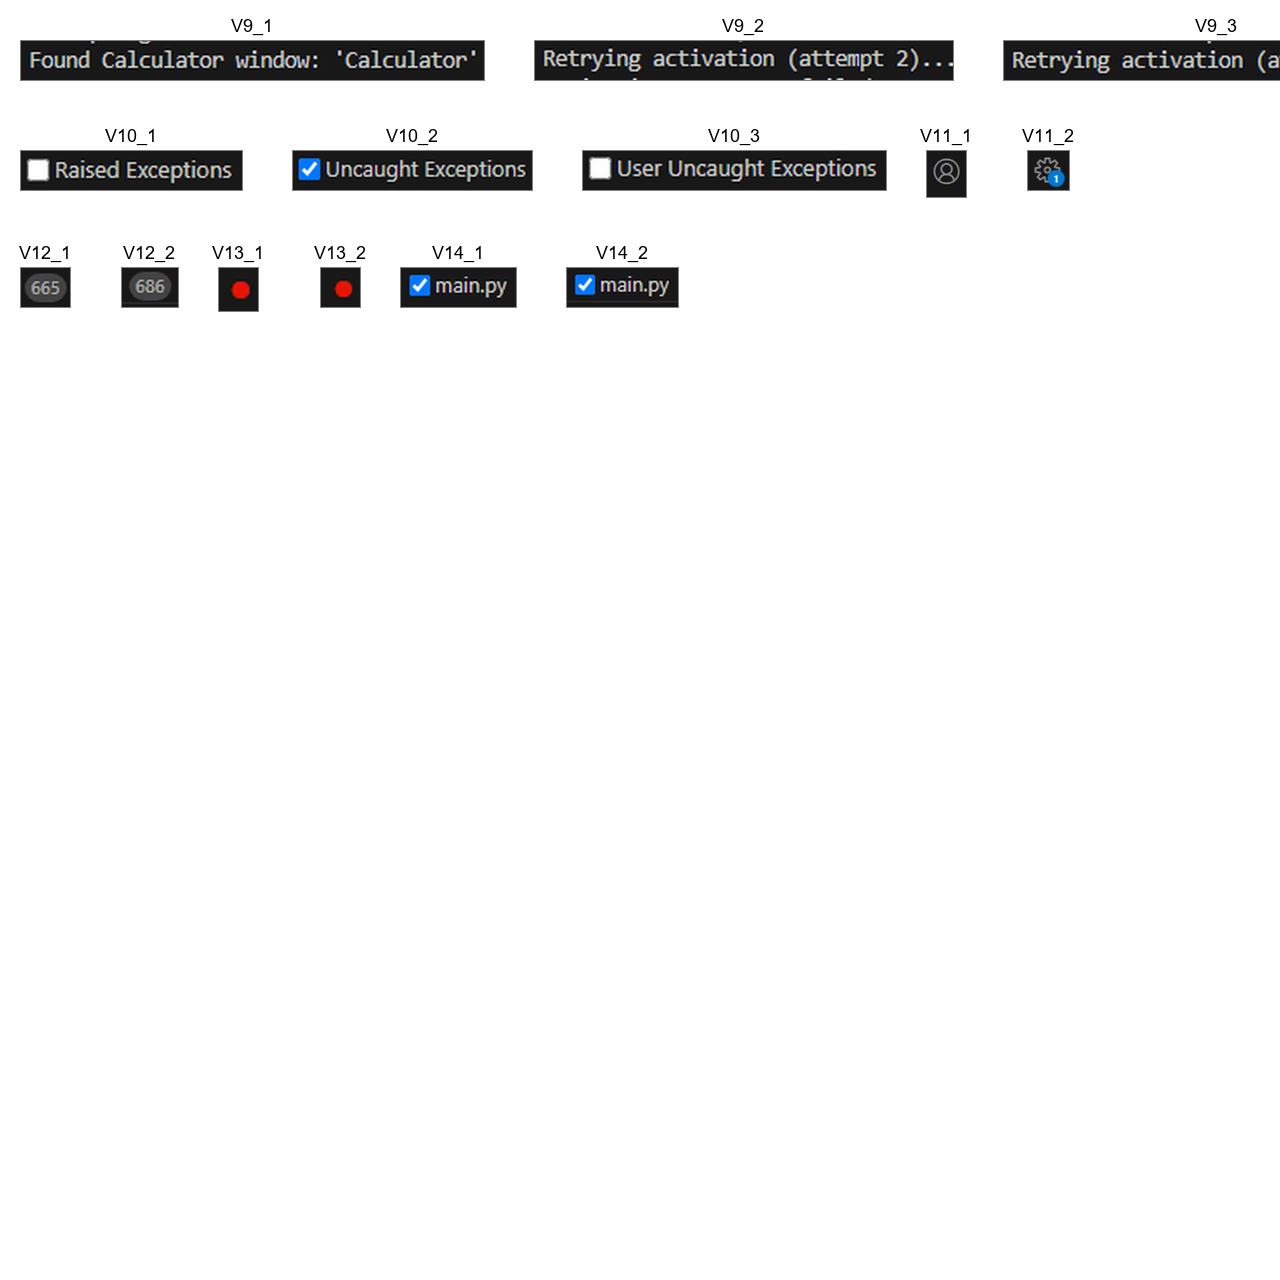 V9_1 V9_2 V9_3
Found Calculator window: 'Calculator' Retrying activation (attempt 2)... Retrying activation (a
V10_1 V10_2 V10_3 V11_1 V11_2
Raised Exceptions Uncaught Exceptions User Uncaught Exceptions 1
V12_1 V12_2 V13_1 V13_2 V14_1 V14_2
665 686 main.py main.py